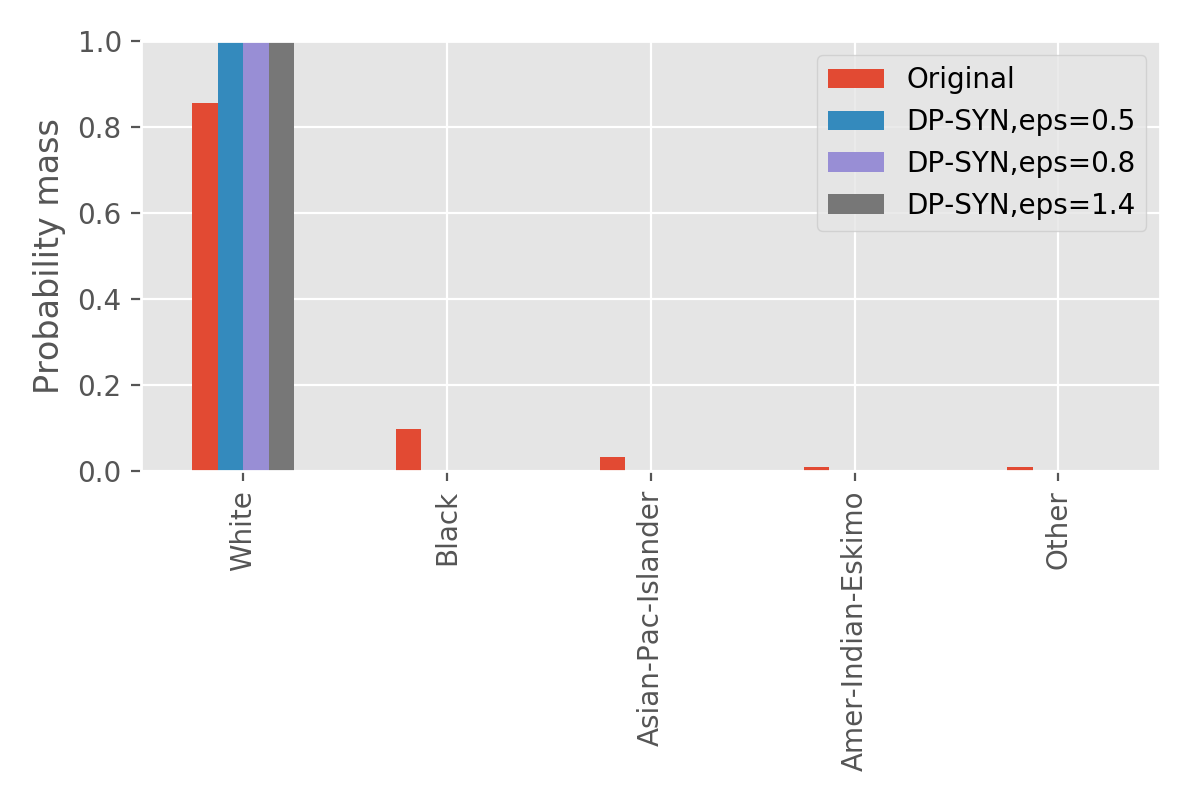 Probability mass
1.0
0.8
0.6
0.4
0.2
0.0
Original
DP-SYN,eps=0.5
DP-SYN,eps=0.8
DP-SYN,eps=1.4
White
Black
Asian-Pac-Islander
Amer-Indian-Eskimo
Other